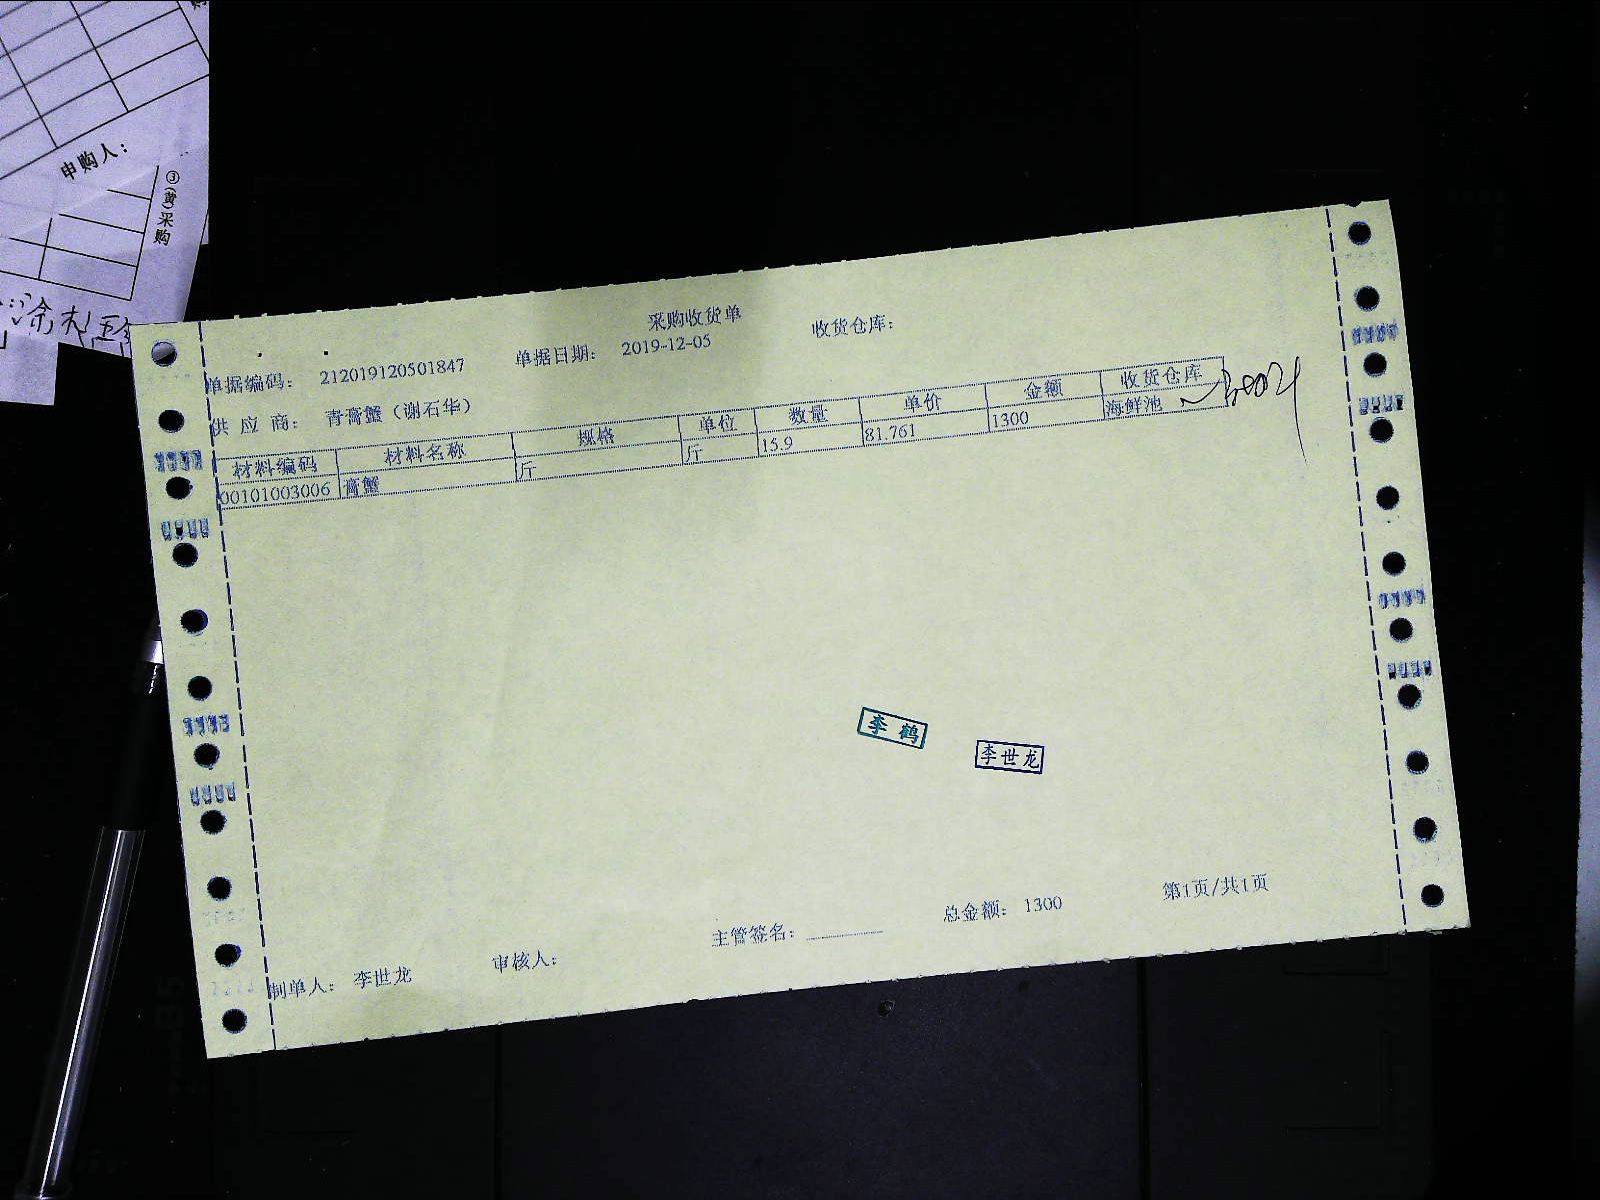 申购人：
③(黄)采购
采购收货单
单据编码： 212019120501847 单据日期： 2019-12-05 收货仓库：
供 应 商： 青膏蟹（谢石华）
材料编码 材料名称 规格 单位 数量 单价 金额 收货仓库
00101003006 膏蟹 斤 斤 15.9 81.761 1300 海鲜池
李鹤
李世龙
制单人： 李世龙 审核人： 主管签名： 总金额： 1300 第1页/共1页